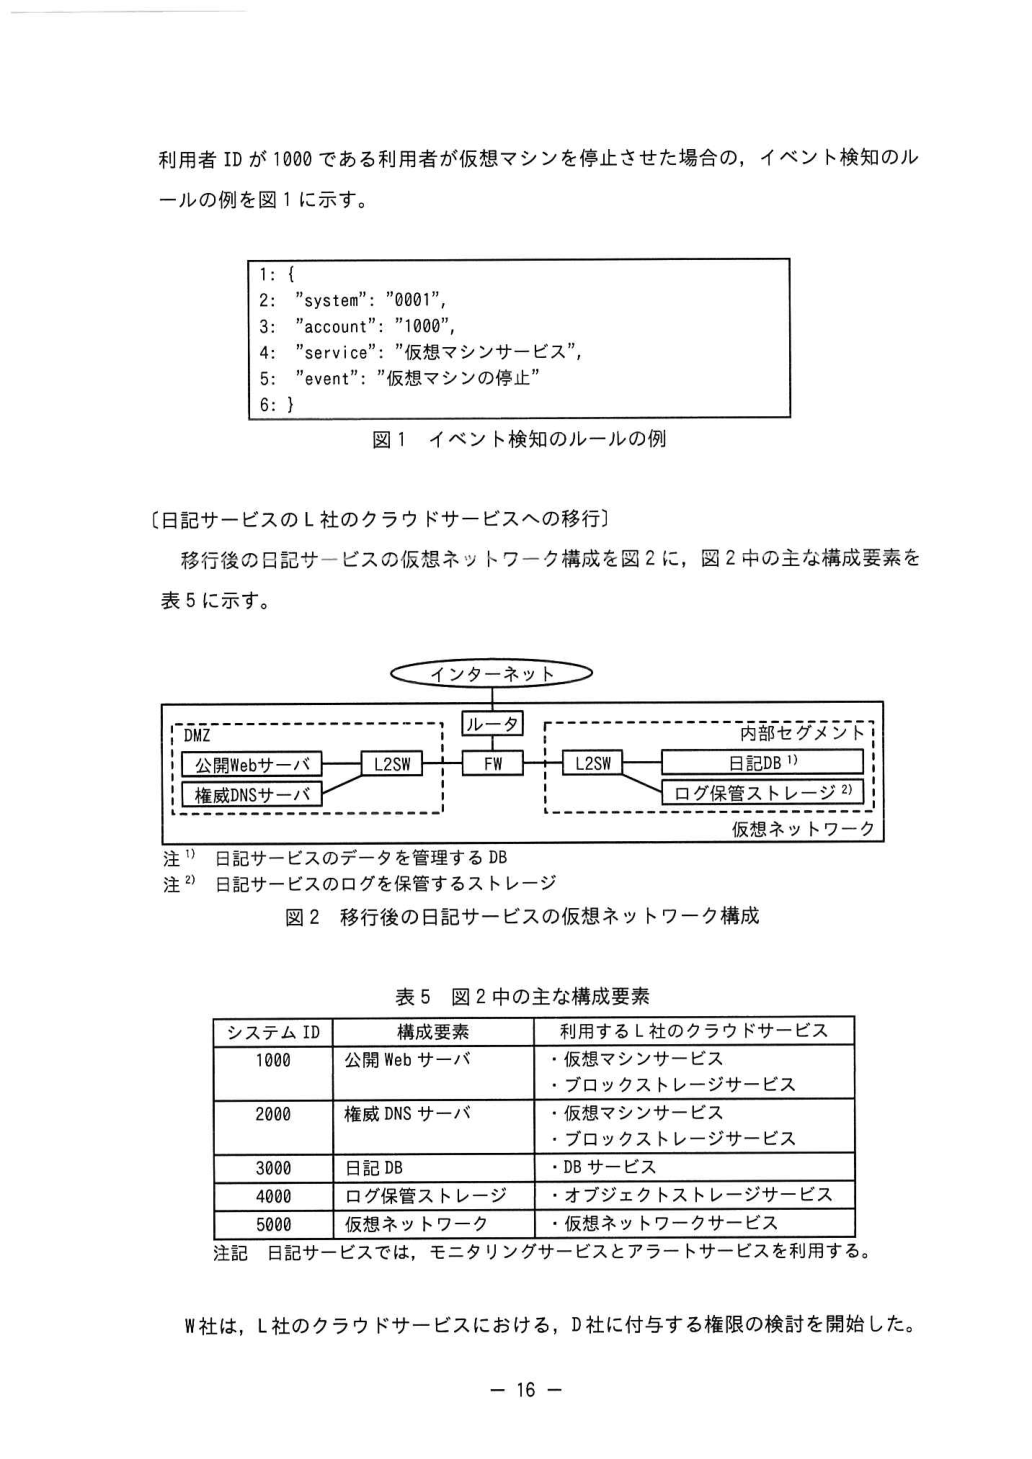 利用者 ID が 1000 である利用者が仮想マシンを停止させた場合の，イベント検知のル
ールの例を図 1 に示す。
1: {
2: ”system”: ”0001”,
3: ”account”: ”1000”,
4: ”service”: ”仮想マシンサービス”,
5: ”event”: ”仮想マシンの停止”
6: }
図 1　イベント検知のルールの例
〔日記サービスの L 社のクラウドサービスへの移行〕
移行後の日記サービスの仮想ネットワーク構成を図 2 に，図 2 中の主な構成要素を
表 5 に示す。
インターネット
ルータ
DMZ
内部セグメント
公開Webサーバ
L2SW
FW
L2SW
日記DB 1)
権威DNSサーバ
ログ保管ストレージ 2)
仮想ネットワーク
注 1)　日記サービスのデータを管理する DB
注 2)　日記サービスのログを保管するストレージ
図 2　移行後の日記サービスの仮想ネットワーク構成
表 5　図 2 中の主な構成要素
システム ID　構成要素　利用する L 社のクラウドサービス
1000　公開 Web サーバ　・仮想マシンサービス
・ブロックストレージサービス
2000　権威 DNS サーバ　・仮想マシンサービス
・ブロックストレージサービス
3000　日記 DB　・DB サービス
4000　ログ保管ストレージ　・オブジェクトストレージサービス
5000　仮想ネットワーク　・仮想ネットワークサービス
注記　日記サービスでは，モニタリングサービスとアラートサービスを利用する。
W 社は，L 社のクラウドサービスにおける，D 社に付与する権限の検討を開始した。
－ 16 －